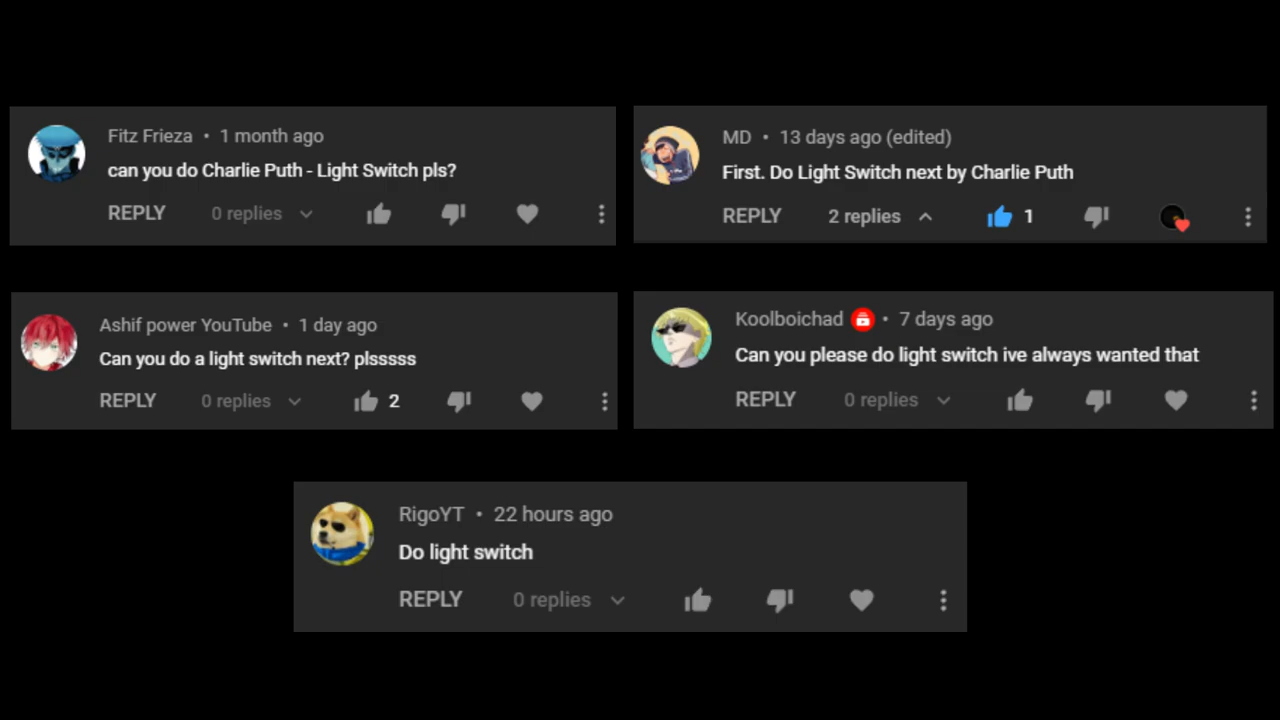 Fitz Frieza • 1 month ago
can you do Charlie Puth - Light Switch pls?
REPLY 0 replies
MD • 13 days ago (edited)
First. Do Light Switch next by Charlie Puth
REPLY 2 replies 1
Ashif power YouTube • 1 day ago
Can you do a light switch next? plsssss
REPLY 0 replies 2
Koolboichad • 7 days ago
Can you please do light switch ive always wanted that
REPLY 0 replies
RigoYT • 22 hours ago
Do light switch
REPLY 0 replies